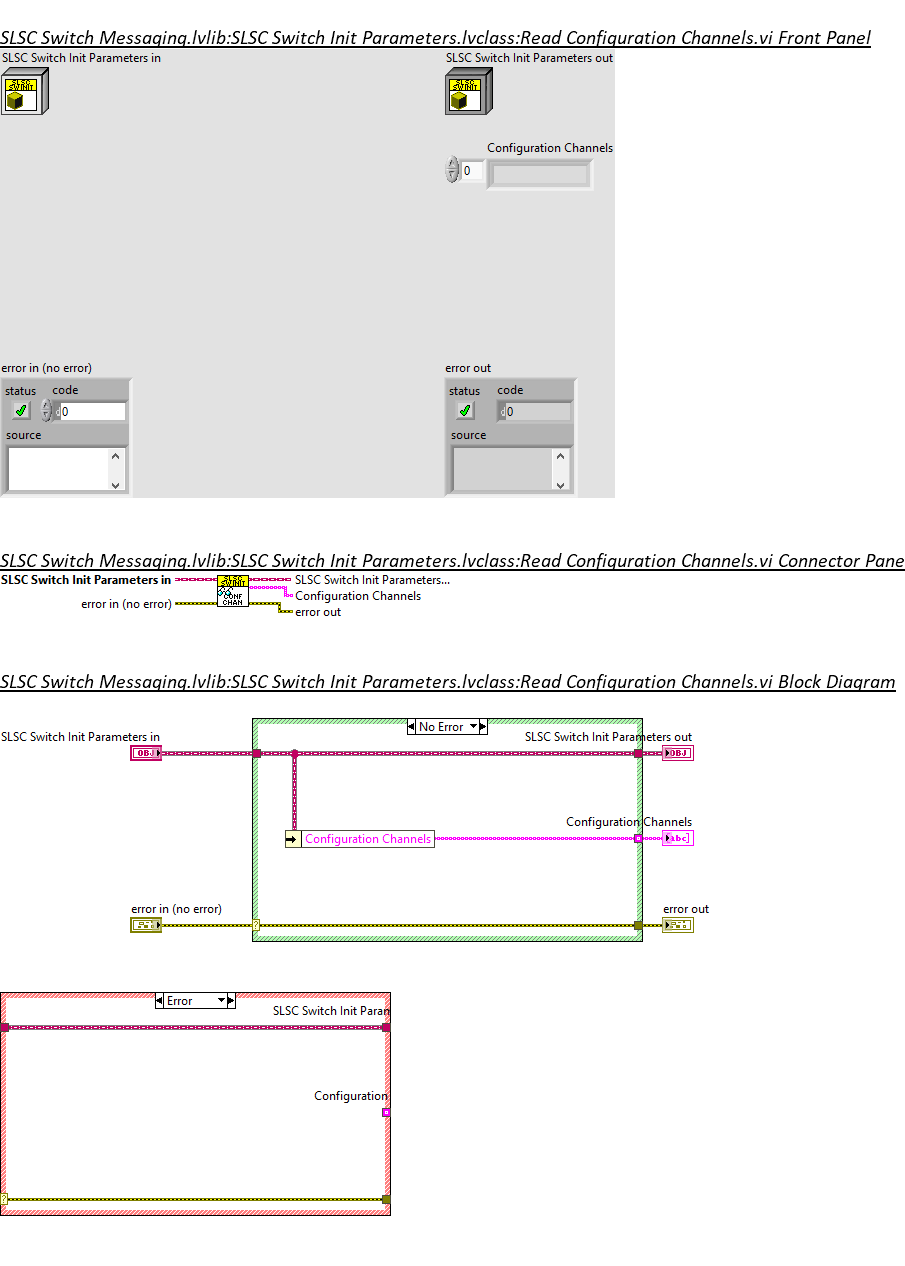 SLSC Switch Messaging.lvlib:SLSC Switch Init Parameters.lvclass:Read Configuration Channels.vi Front Panel
SLSC Switch Init Parameters in
SLSC Switch Init Parameters out
SLSC
SWINIT
SLSC
SWINIT
Configuration Channels
0
error in (no error)
error out
status code
status code
d 0
d 0
source
source
SLSC Switch Messaging.lvlib:SLSC Switch Init Parameters.lvclass:Read Configuration Channels.vi Connector Pane
SLSC Switch Init Parameters in
SLSC
SWINIT
SLSC Switch Init Parameters...
CONF
CHAN
Configuration Channels
error in (no error)
error out
SLSC Switch Messaging.lvlib:SLSC Switch Init Parameters.lvclass:Read Configuration Channels.vi Block Diagram
No Error
SLSC Switch Init Parameters in
SLSC Switch Init Parameters out
OBJ
OBJ
Configuration Channels
Configuration Channels
abc
error in (no error)
error out
?
Error
SLSC Switch Init Param
Configuration
?